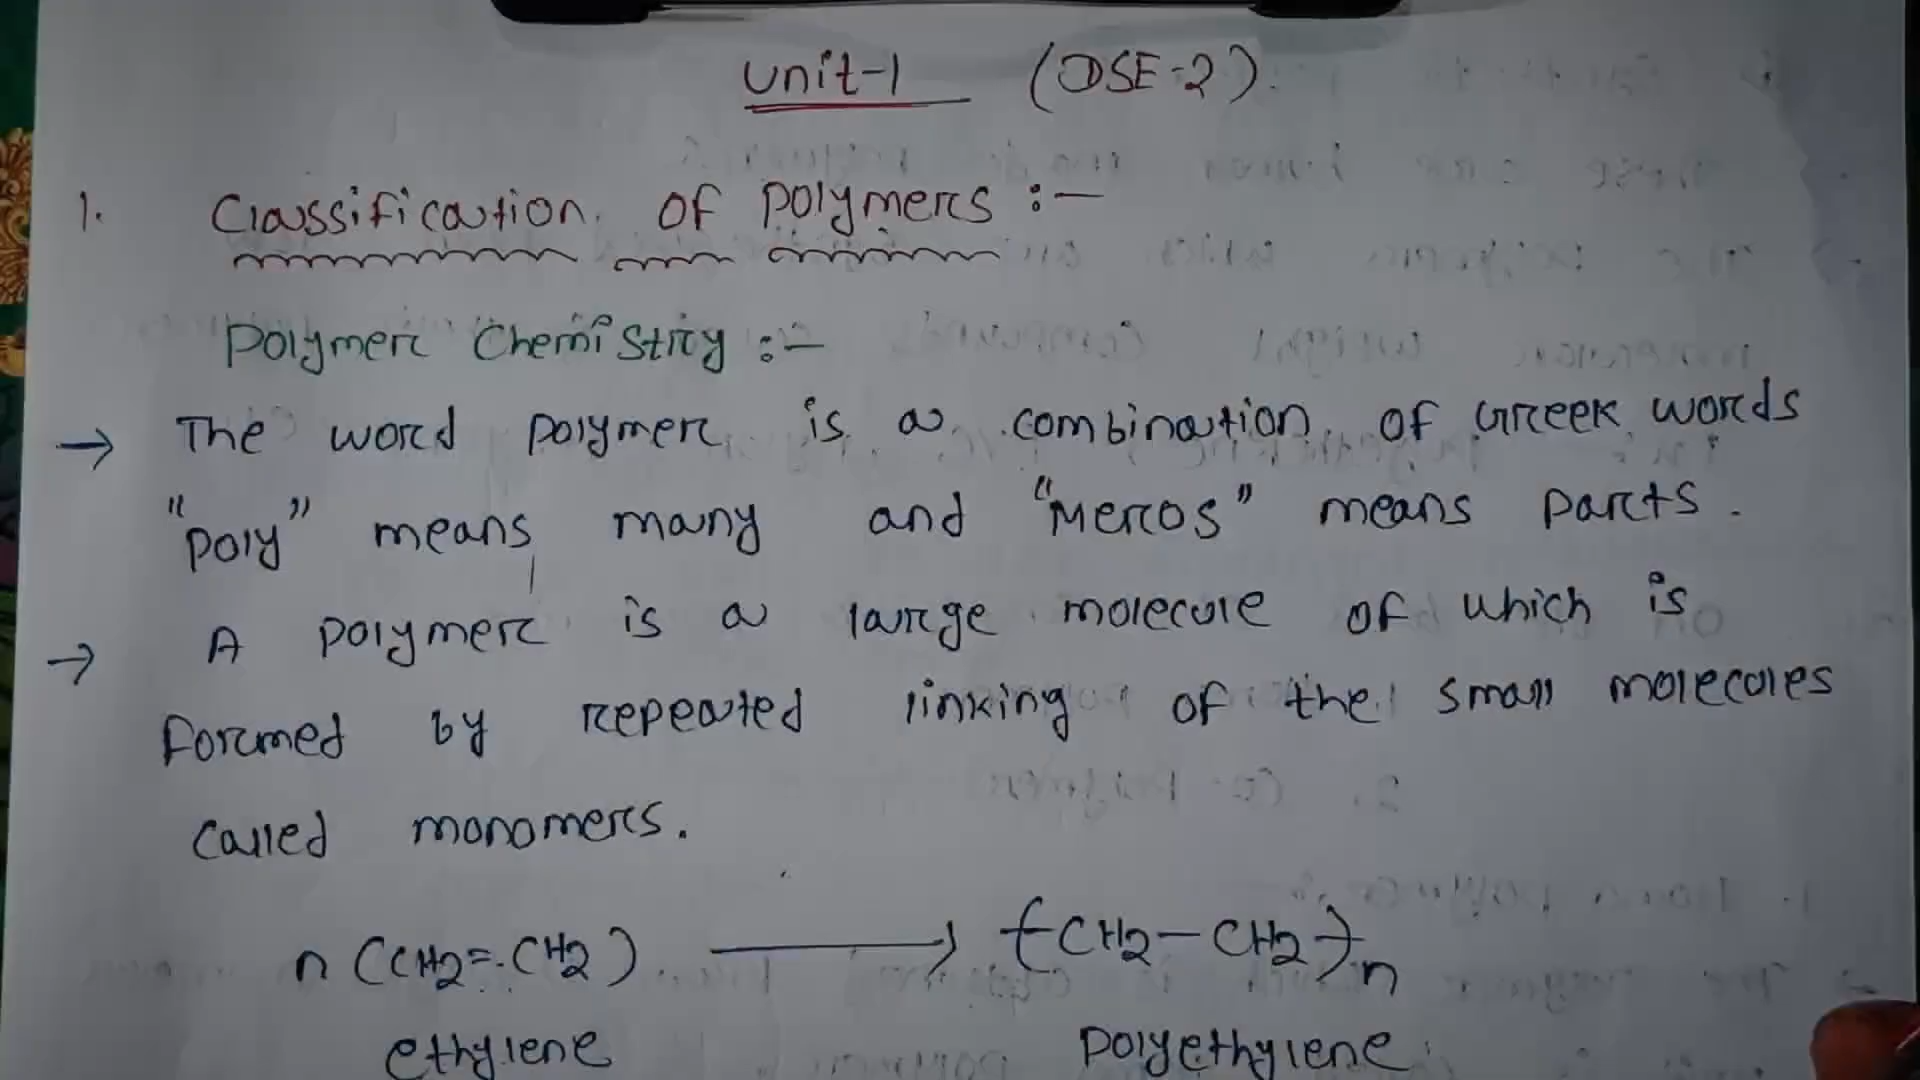 Unit-1 (DSE-2).
1. Classification of polymers :-
Polymer Chemistry :-
→ The word polymer is a combination of Greek words
"poly" means many and "Meros" means parts.
→ A polymer is a large molecule of which is
formed by repeated linking of the small molecules
called monomers.
n (CH2=CH2) ⟶ -(CH2-CH2)-n
ethylene Polyethylene